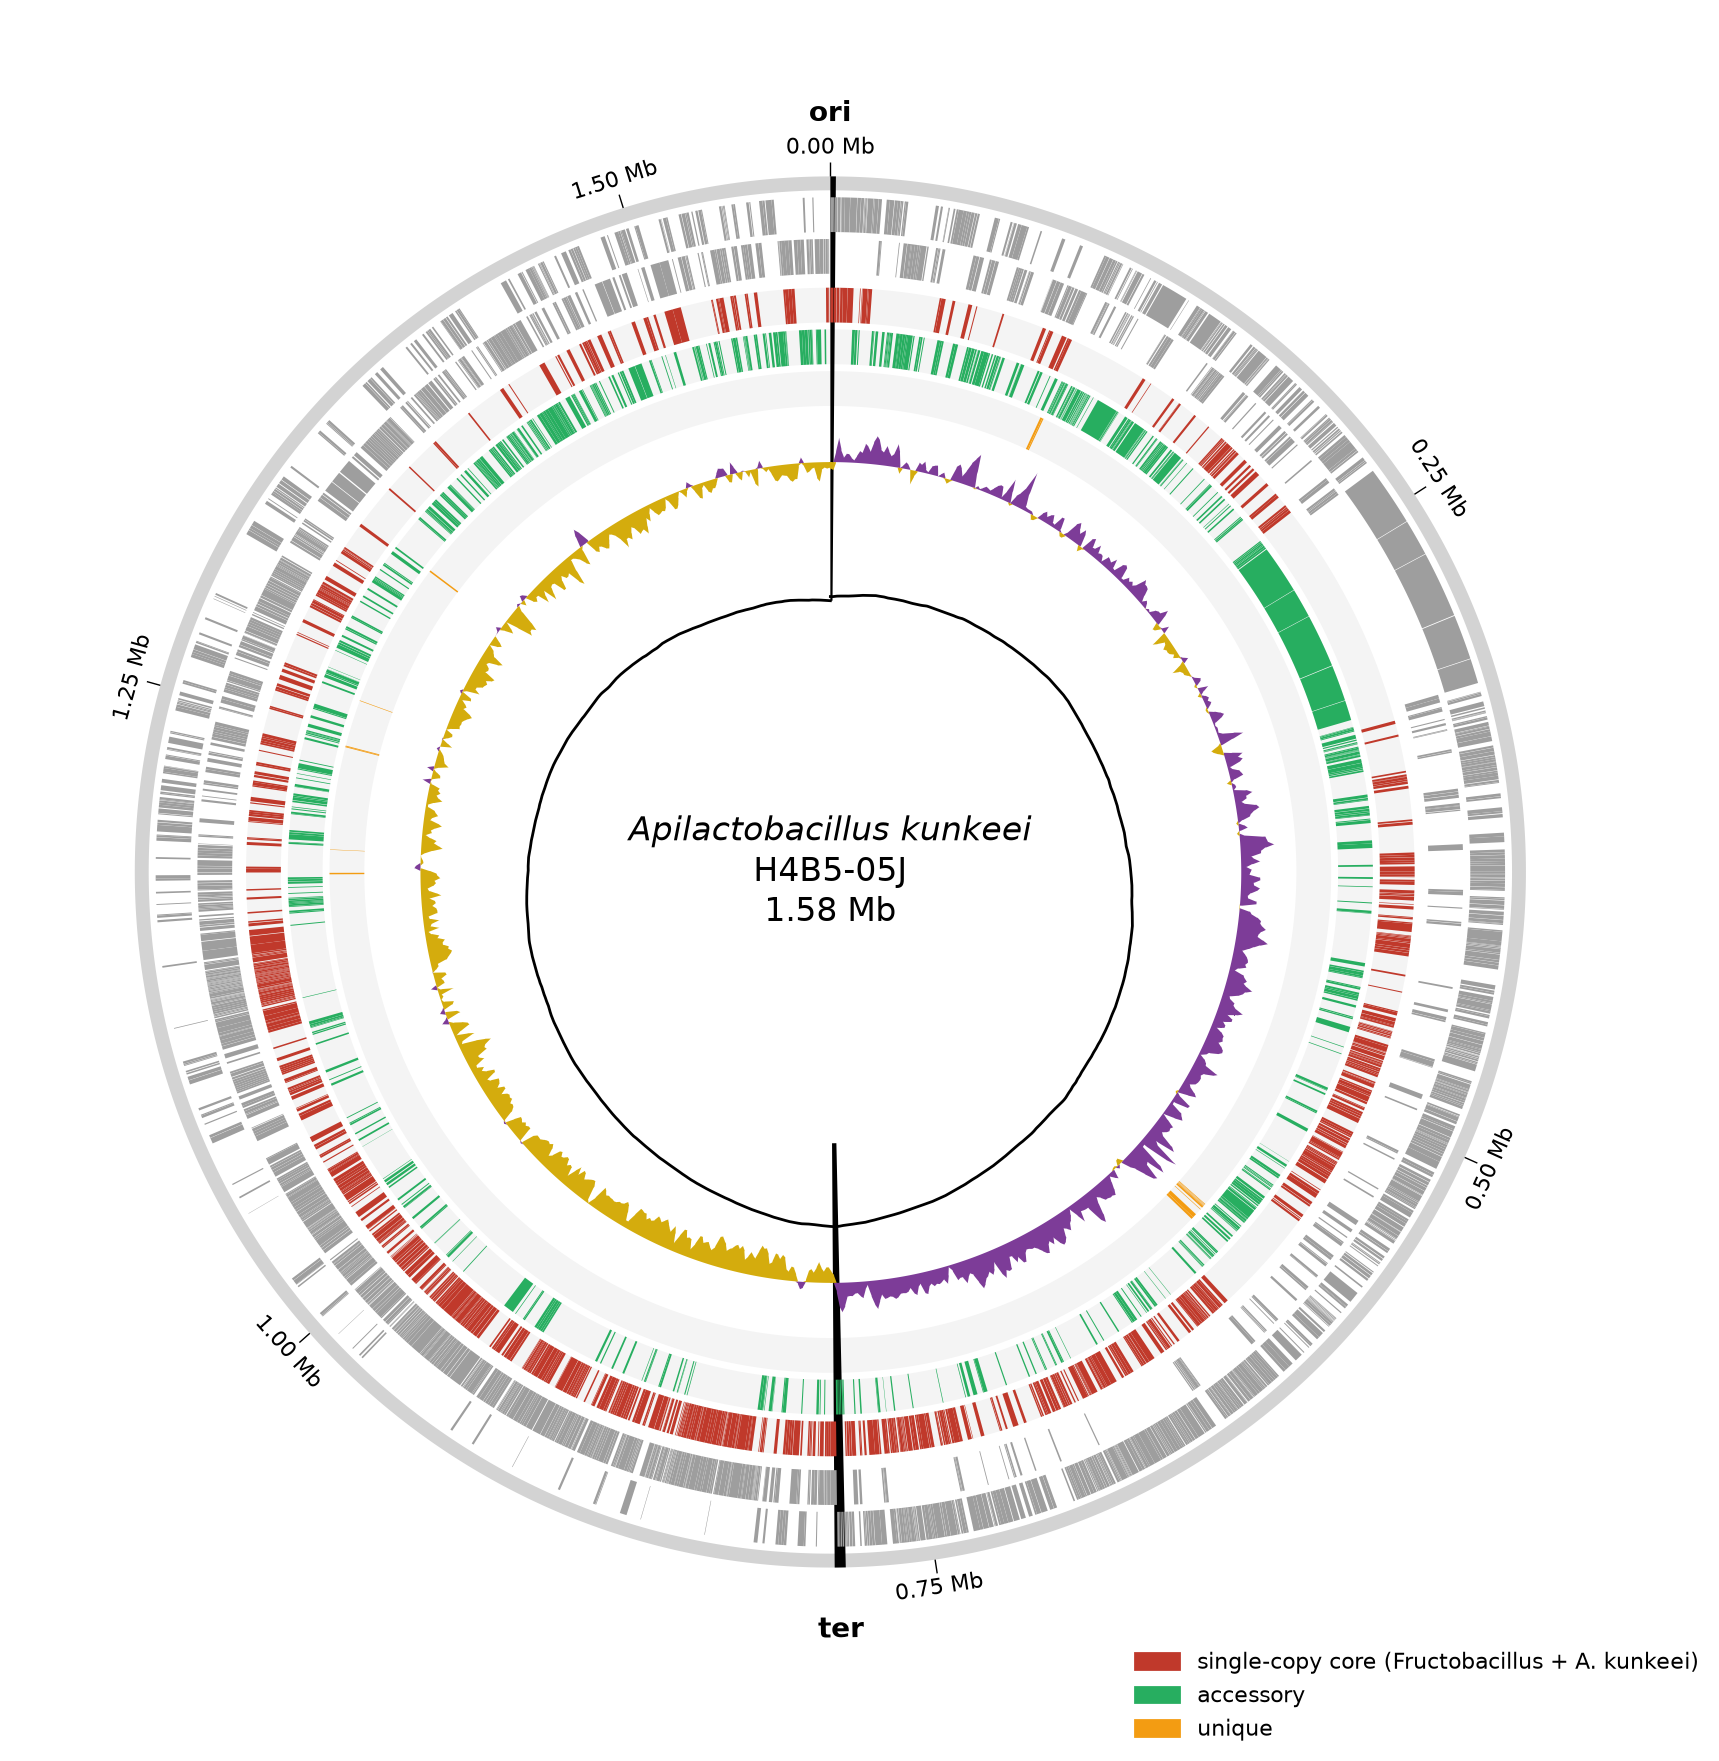 ori
0.00 Mb
1.50 Mb
0.25 Mb
1.25 Mb
Apilactobacillus kunkeei
H4B5-05J
1.58 Mb
0.50 Mb
1.00 Mb
0.75 Mb
ter
single-copy core (Fructobacillus + A. kunkeei)
accessory
unique